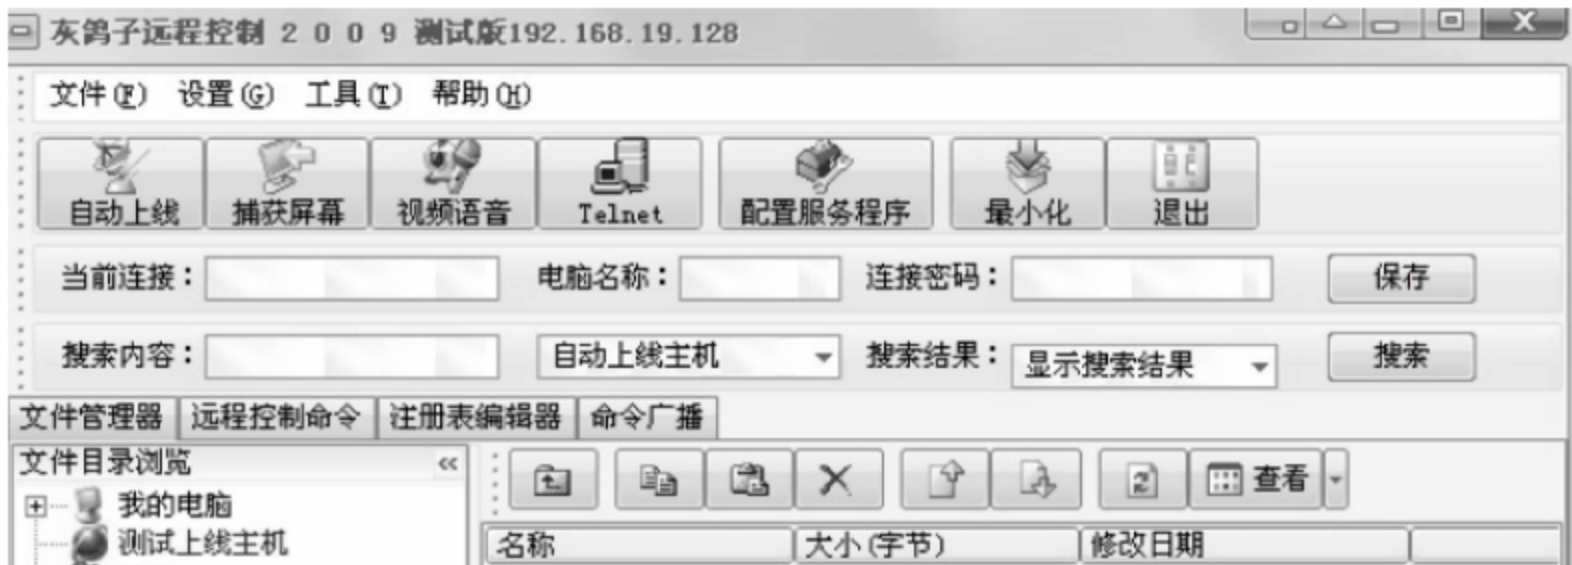 灰鸽子远程控制 2 0 0 9 测试版192.168.19.128
文件(F) 设置(G) 工具(T) 帮助(H)
自动上线 捕获屏幕 视频语音 Telnet 配置服务程序 最小化 退出
当前连接： 电脑名称： 连接密码： 保存
搜索内容： 自动上线主机 搜索结果： 显示搜索结果 搜索
文件管理器 远程控制命令 注册表编辑器 命令广播
文件目录浏览 « 查看
我的电脑
测试上线主机 名称 大小(字节) 修改日期